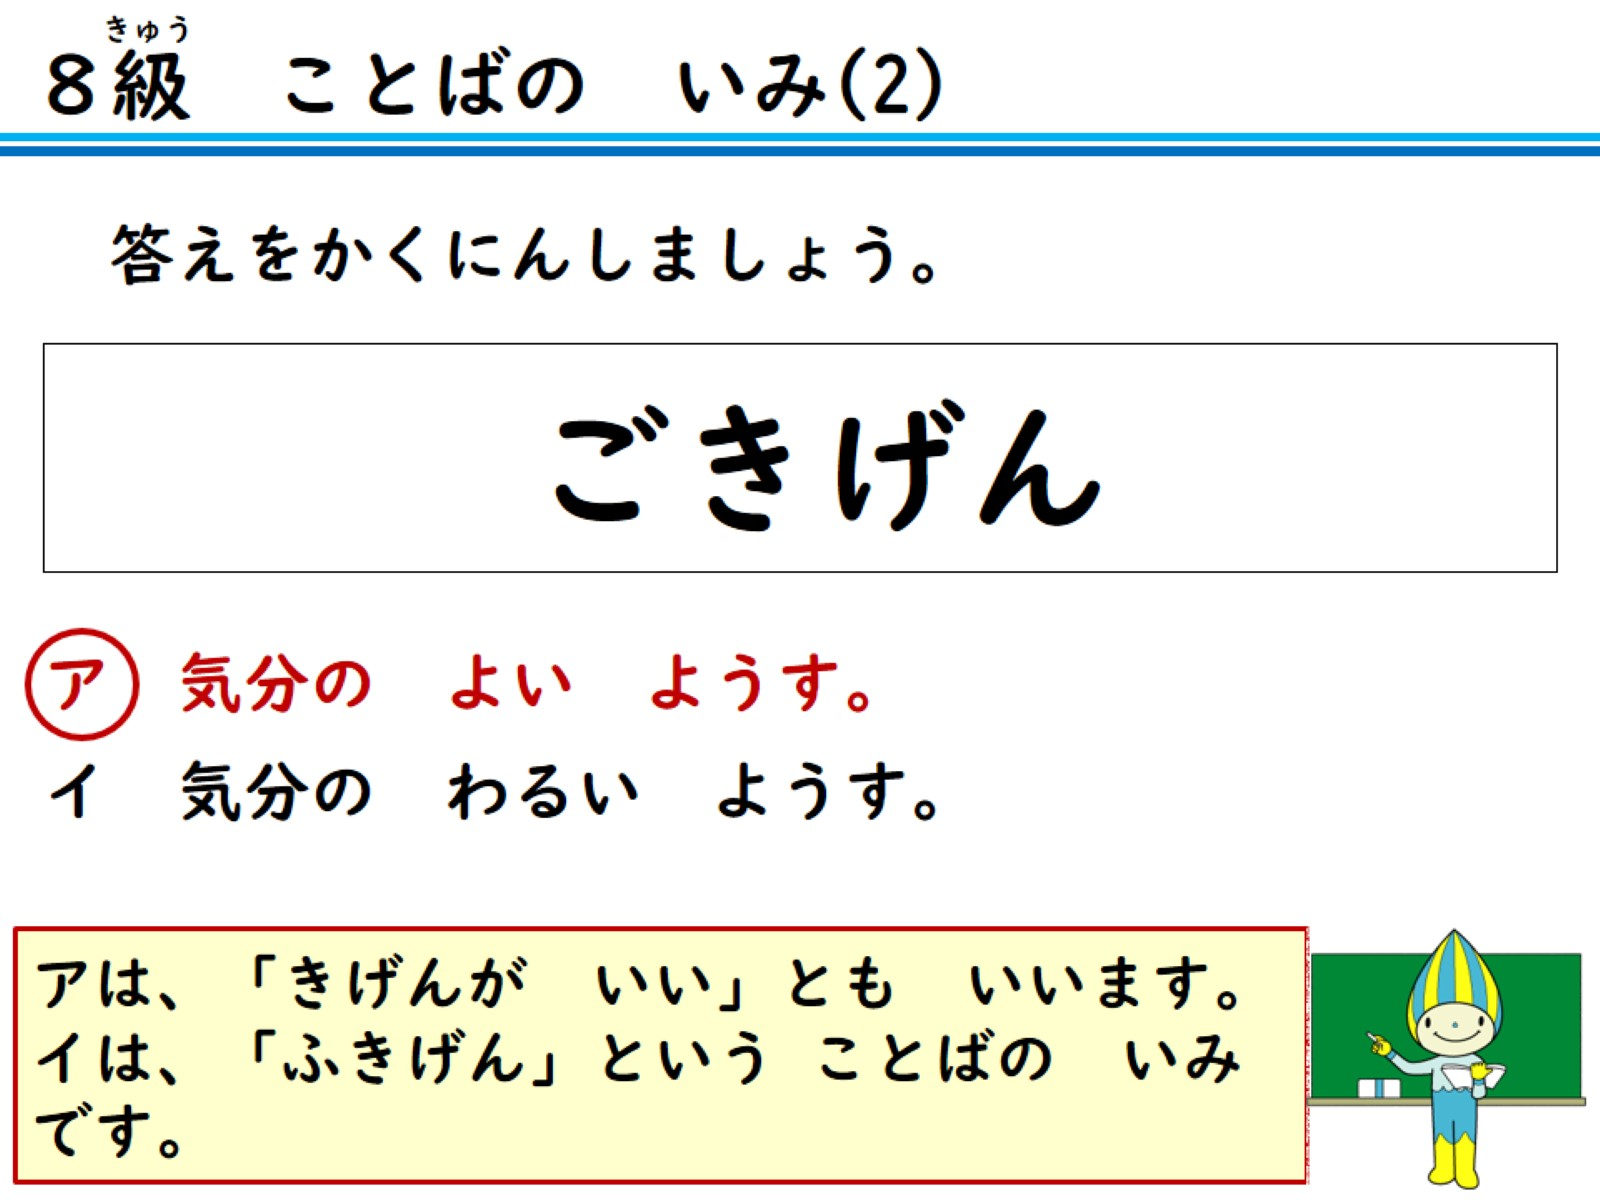 きゅう
８級　ことばの　いみ(2)
答えをかくにんしましょう。
ごきげん
ア　気分の　よい　ようす。
イ　気分の　わるい　ようす。
アは、「きげんが　いい」とも　いいます。
イは、「ふきげん」という ことばの　いみ
です。